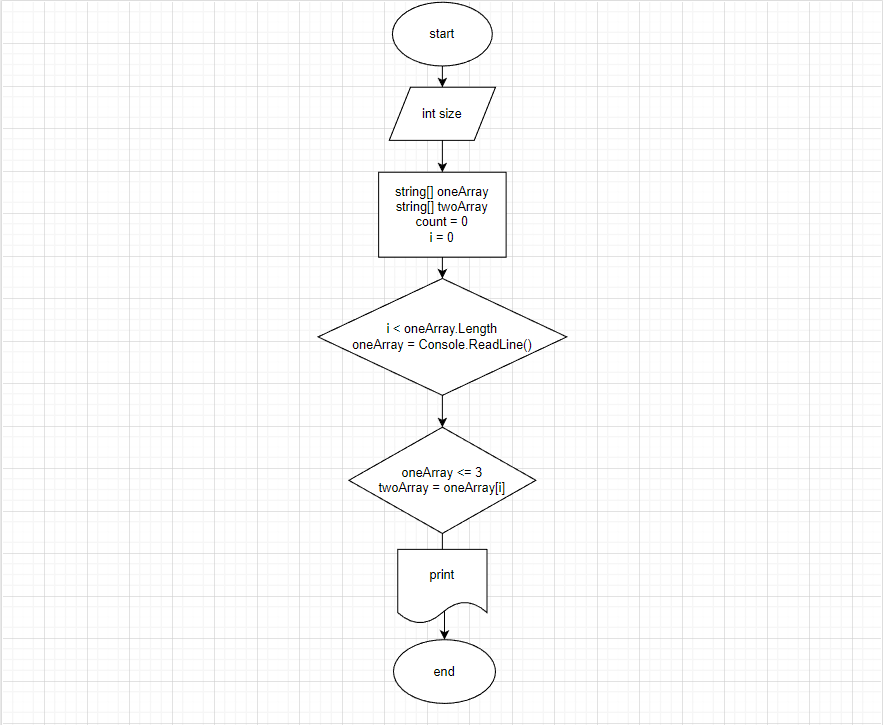 start
int size
string[] oneArray
string[] twoArray
count = 0
i = 0
i < oneArray.Length
oneArray = Console.ReadLine()
oneArray <= 3
twoArray = oneArray[i]
print
end